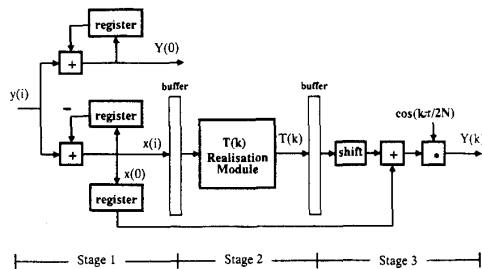 register
Y(0)
+
y(i)
−
register
buffer
buffer
cos(kπ/2N)
+
x(i)
T(k)
Realisation
Module
T(k)
shift
+
•
Y(k)
x(0)
register
Stage 1
Stage 2
Stage 3